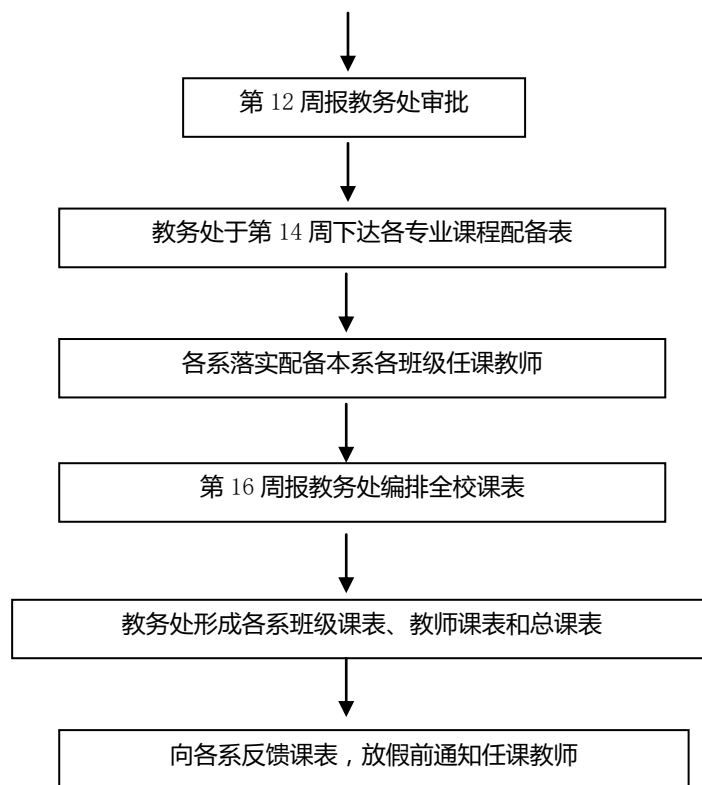 第 12 周报教务处审批
教务处于第 14 周下达各专业课程配备表
各系落实配备本系各班级任课教师
第 16 周报教务处编排全校课表
教务处形成各系班级课表、教师课表和总课表
向各系反馈课表，放假前通知任课教师